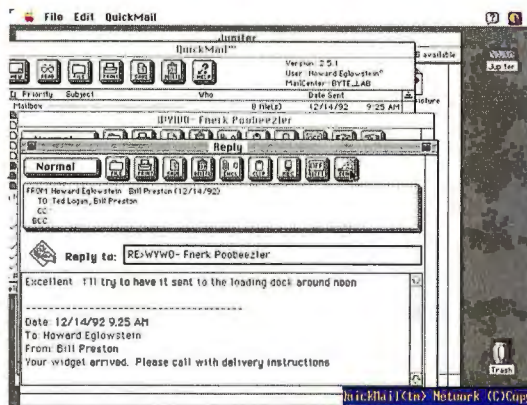 File Edit QuickMail
Jupiter
QuickMail™
B available
Version: 2.5.1
User: Howard Eglowstein
MailCenter: BYTE_LAB
Priority Subject Who Date Sent
Mailbox 8 file(s) 12/14/92 9:25 AM
WYWO- Fnerk Poobeezler
Reply
Normal
FROM Howard Eglowstein Bill Preston (12/14/92)
TO: Ted Logan, Bill Preston
CC:
BCC:
Reply to: RE>WYWO- Fnerk Poobeezler
Excellent. I'll try to have it sent to the loading dock around noon
--------------------------------------
Date: 12/14/92 9:25 AM
To: Howard Eglowstein
From: Bill Preston
Your widget arrived. Please call with delivery instructions
Jupiter
Trash
QuickMail(tm) Network (C)Cop